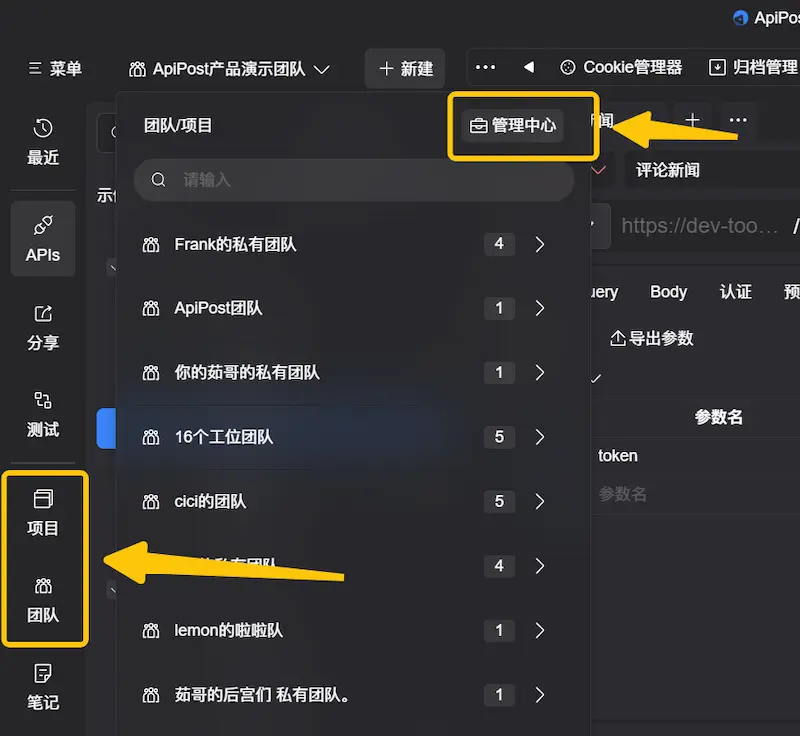 ApiPos
菜单
ApiPost产品演示团队
新建
Cookie管理器
归档管理
最近
APIs
分享
测试
项目
团队
笔记
团队/项目
管理中心
请输入
Frank的私有团队
4
ApiPost团队
1
你的茹哥的私有团队
1
16个工位团队
5
cici的团队
5
私有团队
4
lemon的啦啦队
1
茹哥的后宫们 私有团队。
1
闻
评论新闻
https://dev-too...
/
uery
Body
认证
预
导出参数
参数名
token
参数名